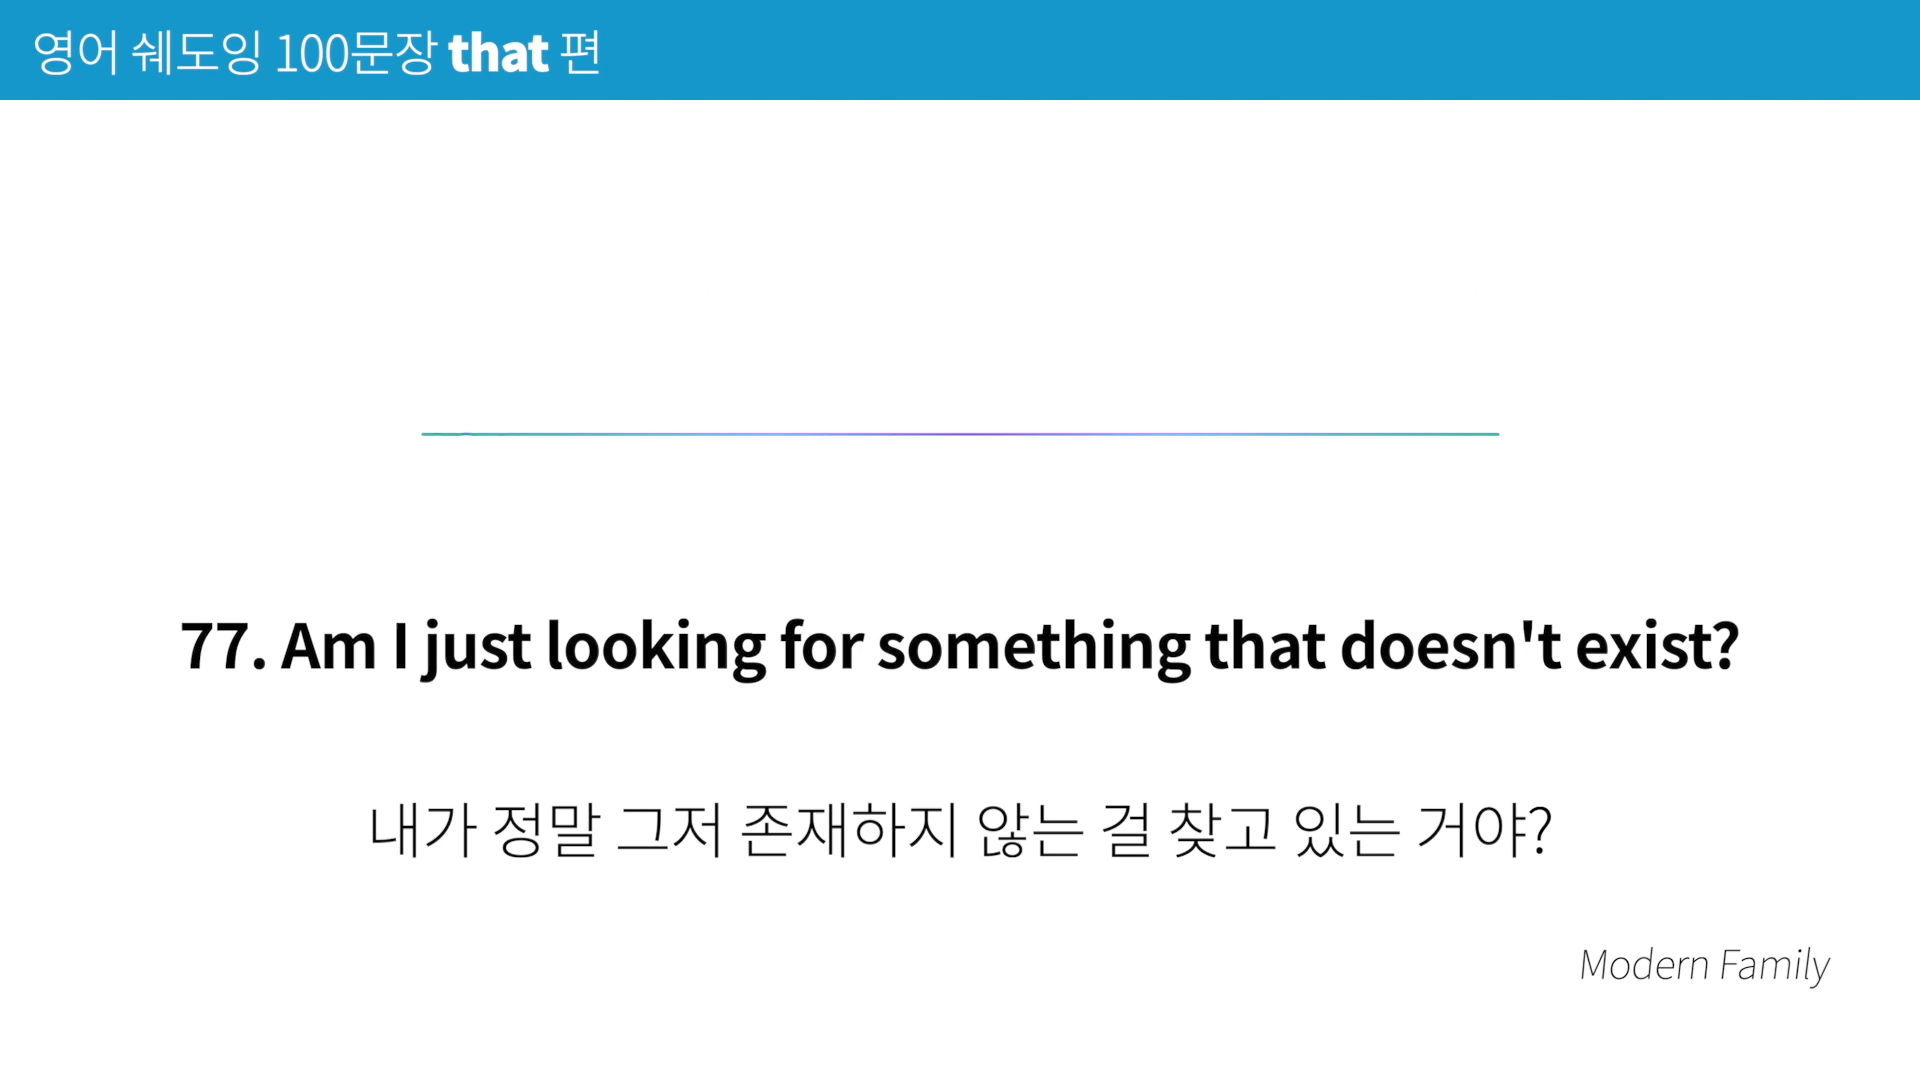 영어 쉐도잉 100문장 that 편
77. Am I just looking for something that doesn't exist?
내가 정말 그저 존재하지 않는 걸 찾고 있는 거야?
Modern Family